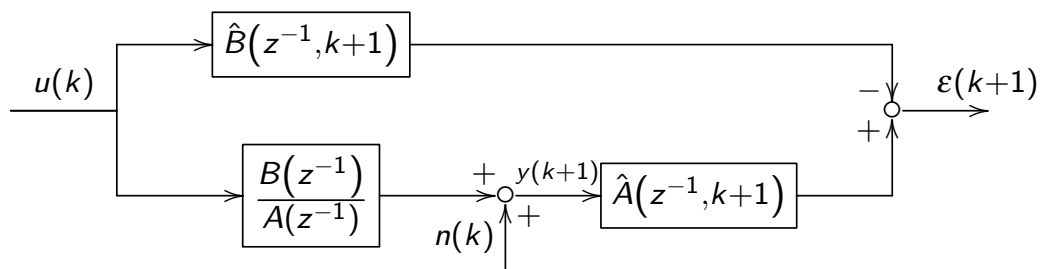 B̂(z⁻¹,k+1)
u(k)
−
ε(k+1)
+
B(z⁻¹)
A(z⁻¹)
+
y(k+1)
Â(z⁻¹,k+1)
+
n(k)